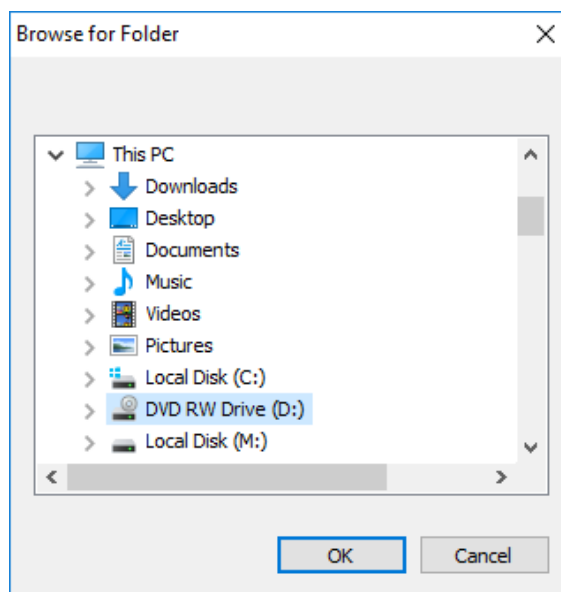 Browse for Folder
This PC
Downloads
Desktop
Documents
Music
Videos
Pictures
Local Disk (C:)
DVD RW Drive (D:)
Local Disk (M:)
OK Cancel